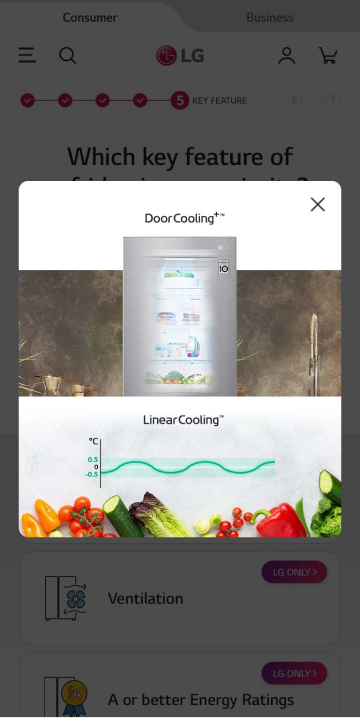 Consumer
Business
LG
5 KEY FEATURE
6
7
Which key feature of
DoorCooling+™
LG
10
LinearCooling™
°C
0.5
0
-0.5
LG ONLY >
Ventilation
LG ONLY >
A
A or better Energy Ratings